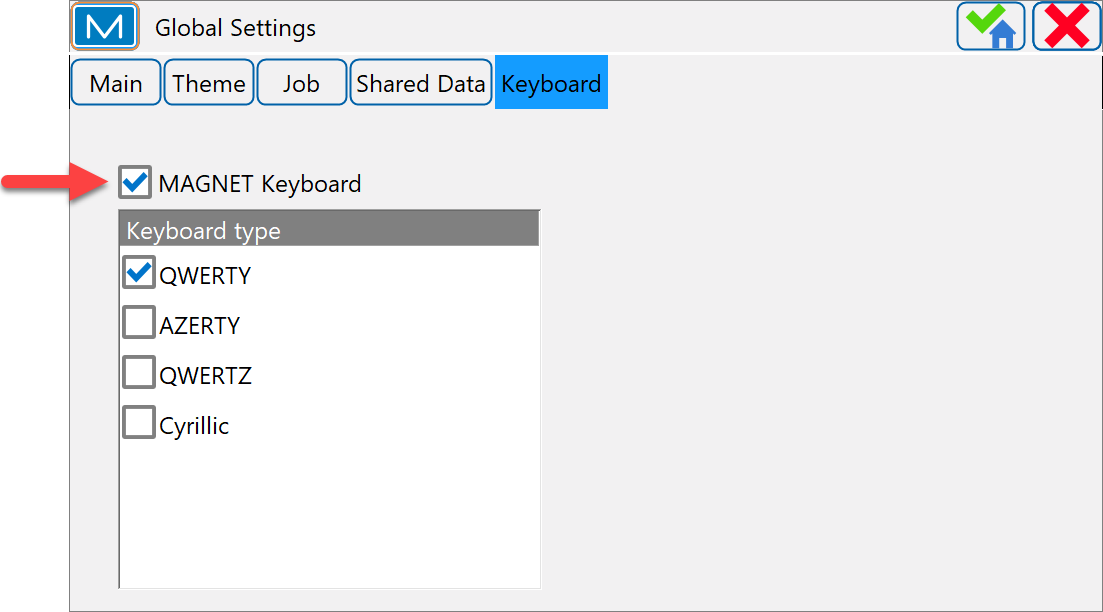 M Global Settings
Main Theme Job Shared Data Keyboard
MAGNET Keyboard
Keyboard type
QWERTY
AZERTY
QWERTZ
Cyrillic